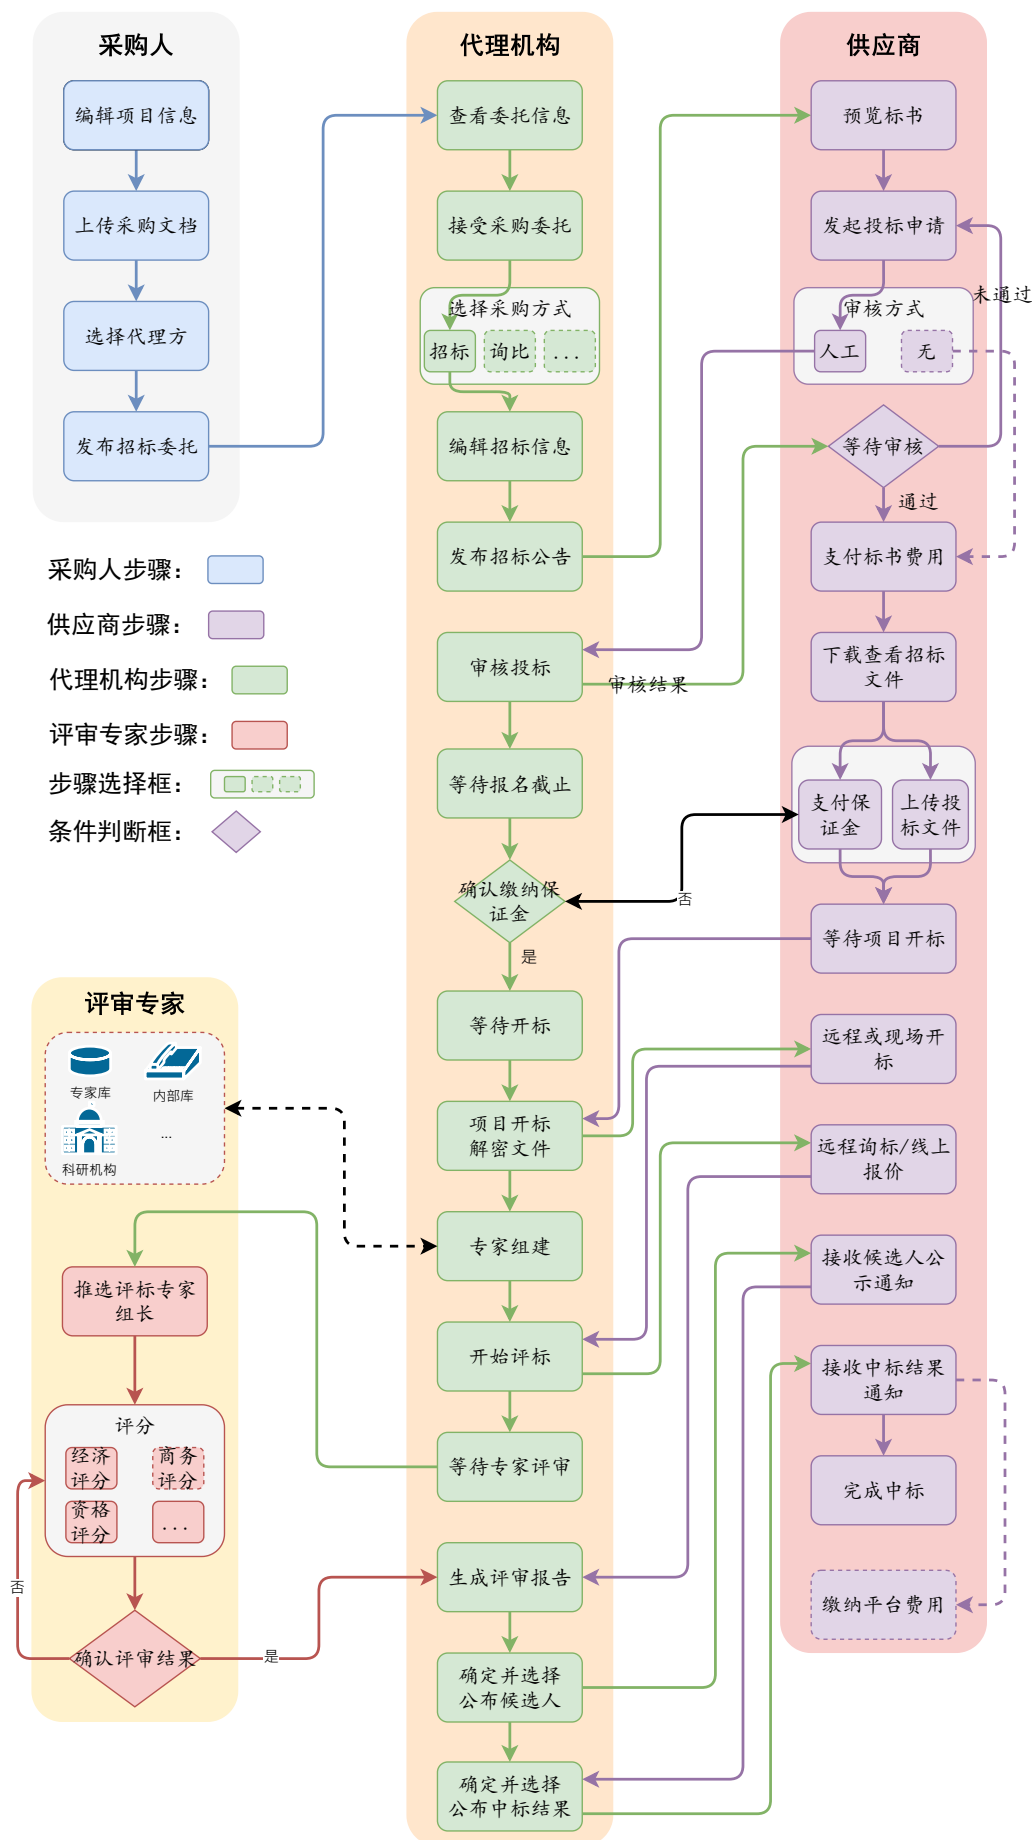 采购人
编辑项目信息
上传采购文档
选择代理方
发布招标委托
采购人步骤：
供应商步骤：
代理机构步骤：
评审专家步骤：
步骤选择框：
条件判断框：
评审专家
专家库
内部库
科研机构
...
推选评标专家
组长
评分
经济
评分
商务
评分
资格
评分
...
否
确认评审结果
是
代理机构
查看委托信息
接受采购委托
选择采购方式
招标
询比
...
编辑招标信息
发布招标公告
审核投标
审核结果
等待报名截止
确认缴纳保
证金
否
是
等待开标
项目开标
解密文件
专家组建
开始评标
等待专家评审
生成评审报告
确定并选择
公布候选人
确定并选择
公布中标结果
供应商
预览标书
发起投标申请
未通过
审核方式
人工
无
等待审核
通过
支付标书费用
下载查看招标
文件
支付保
证金
上传投
标文件
等待项目开标
远程或现场开
标
远程询标/线上
报价
接收候选人公
示通知
接收中标结果
通知
完成中标
缴纳平台费用